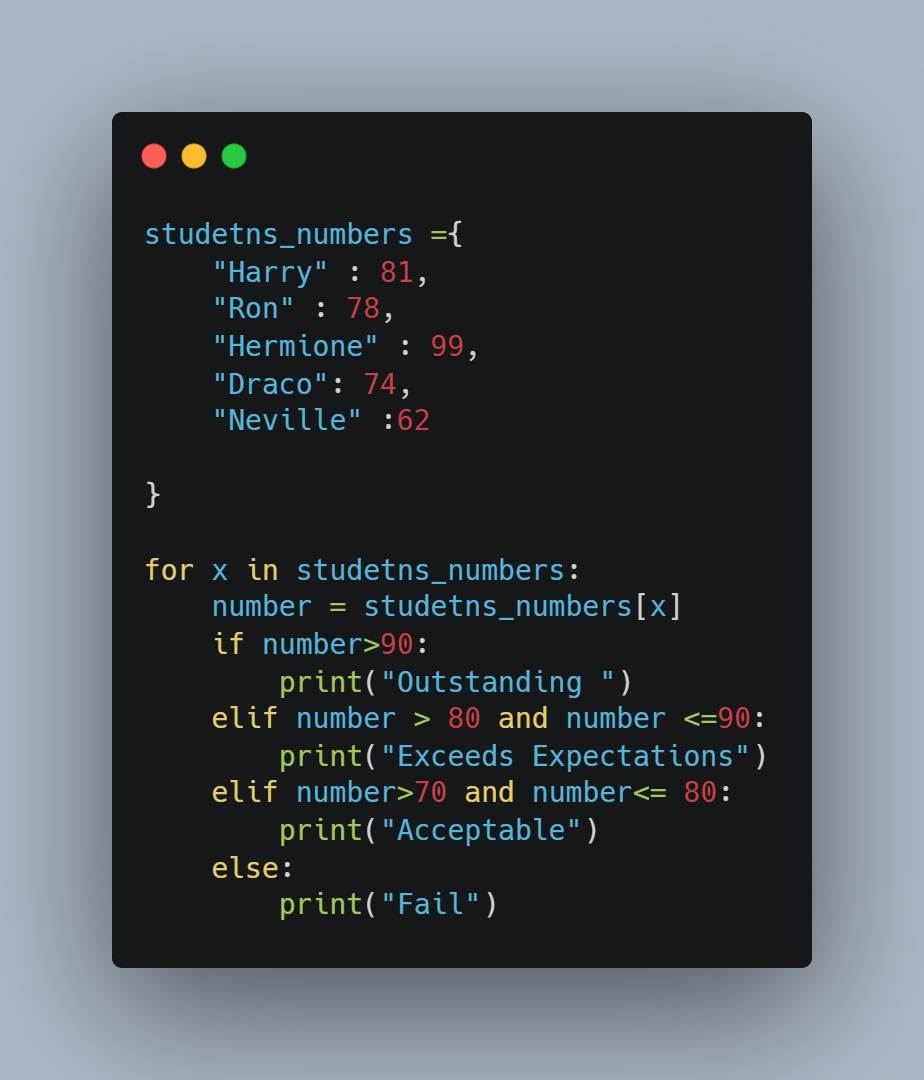 studetns_numbers ={
    "Harry" : 81,
    "Ron" : 78,
    "Hermione" : 99,
    "Draco": 74,
    "Neville" :62

}

for x in studetns_numbers:
    number = studetns_numbers[x]
    if number>90:
        print("Outstanding ")
    elif number > 80 and number <=90:
        print("Exceeds Expectations")
    elif number>70 and number<= 80:
        print("Acceptable")
    else:
        print("Fail")